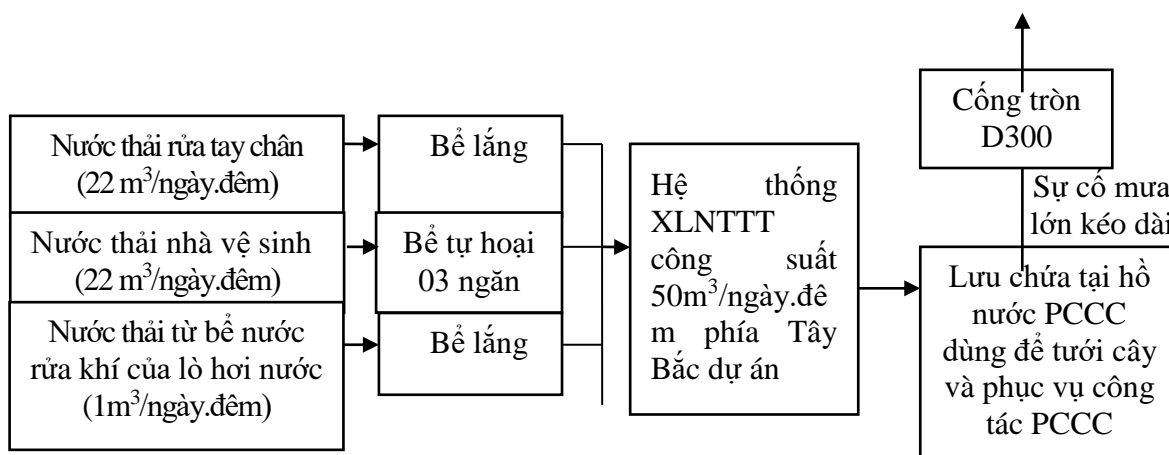 Nước thải rửa tay chân
(22 m³/ngày.đêm)
Nước thải nhà vệ sinh
(22 m³/ngày.đêm)
Nước thải từ bể nước
rửa khí của lò hơi nước
(1m³/ngày.đêm)
Bể lắng
Bể tự hoại
03 ngăn
Bể lắng
Hệ thống
XLNTTT
công suất
50m³/ngày.đê
m phía Tây
Bắc dự án
Cống tròn
D300
Sự cố mưa
lớn kéo dài
Lưu chứa tại hồ
nước PCCC
dùng để tưới cây
và phục vụ công
tác PCCC